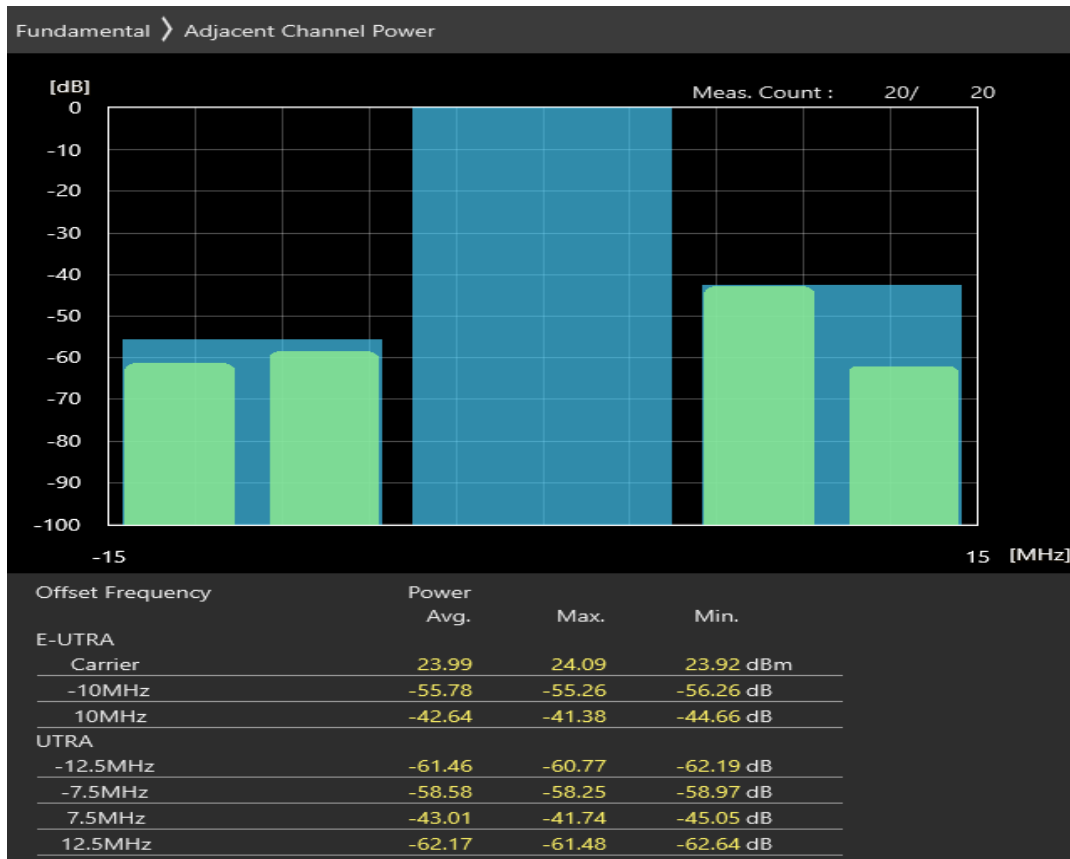 Fundamental 》 Adjacent Channel Power
[dB]
Meas. Count : 20/ 20
0
-10
-20
-30
-40
-50
-60
-70
-80
-90
-100
-15 15 [MHz]
Offset Frequency Power
Avg. Max. Min.
E-UTRA
Carrier 23.99 24.09 23.92 dBm
-10MHz -55.78 -55.26 -56.26 dB
10MHz -42.64 -41.38 -44.66 dB
UTRA
-12.5MHz -61.46 -60.77 -62.19 dB
-7.5MHz -58.58 -58.25 -58.97 dB
7.5MHz -43.01 -41.74 -45.05 dB
12.5MHz -62.17 -61.48 -62.64 dB